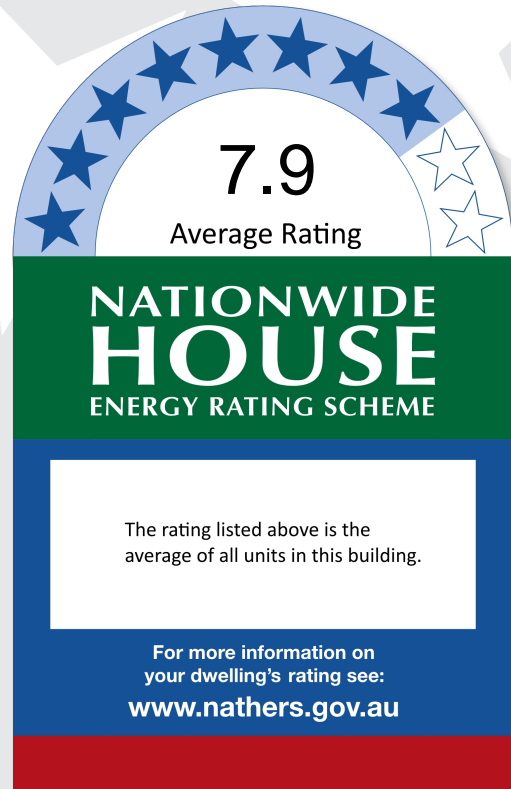 7.9
Average Rating
NATIONWIDE
HOUSE
ENERGY RATING SCHEME
The rating listed above is the
average of all units in this building.
For more information on
your dwelling's rating see:
www.nathers.gov.au